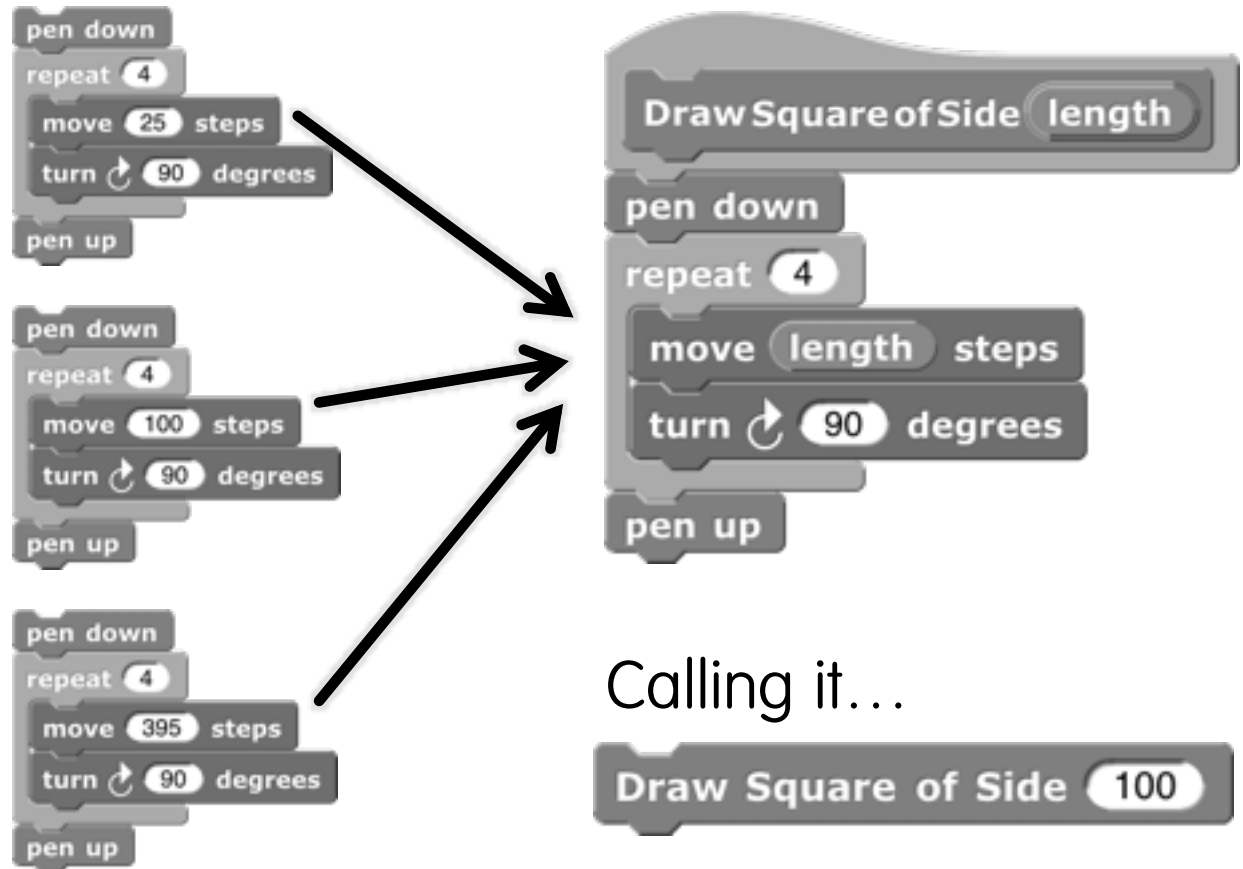 pen down
repeat 4
move 25 steps
turn 90 degrees
pen up
pen down
repeat 4
move 100 steps
turn 90 degrees
pen up
pen down
repeat 4
move 395 steps
turn 90 degrees
pen up
Draw Square of Side length
pen down
repeat 4
move length steps
turn 90 degrees
pen up
Calling it...
Draw Square of Side 100